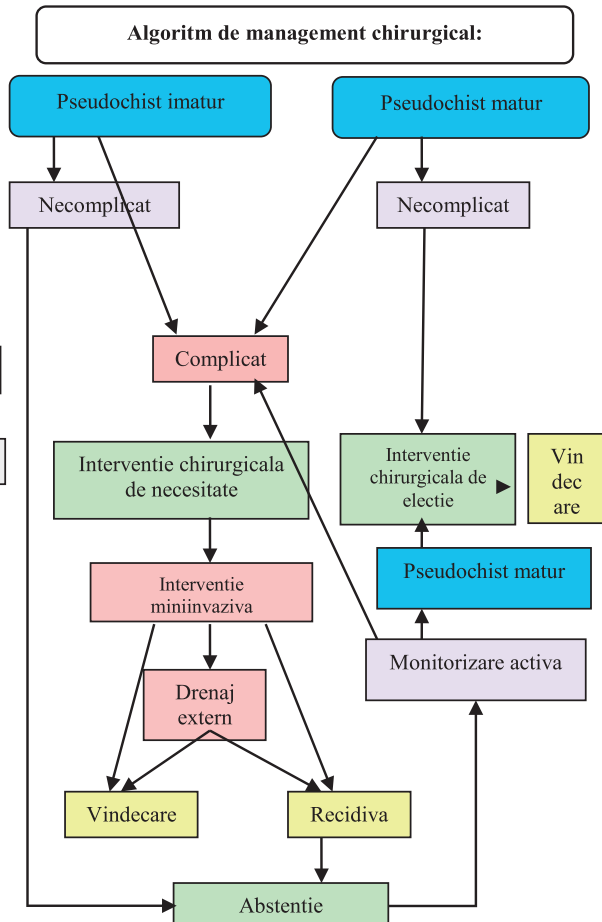 Algoritm de management chirurgical:
Pseudochist imatur
Pseudochist matur
Necomplicat
Necomplicat
Complicat
Interventie chirurgicala
de necesitate
Interventie
chirurgicala de
electie
Vin
dec
are
Interventie
miniinvaziva
Pseudochist matur
Monitorizare activa
Drenaj
extern
Vindecare
Recidiva
Abstentie